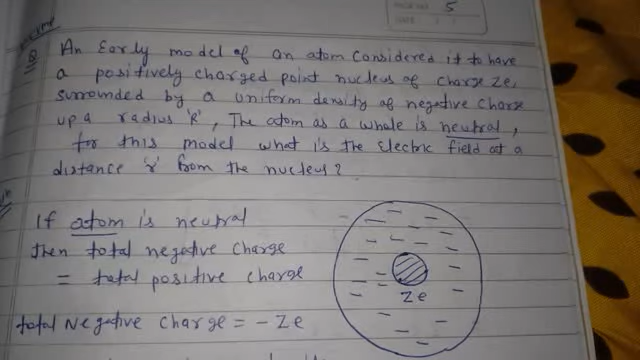 5
Q An Early model of an atom Considered it to have
a positively charged point nucleus of charge Ze,
surrounded by a uniform density of negative charge
up a radius 'R', The atom as a whole is neutral,
for this model what is the Electric field at a
distance 'r' from the nucleus?
If atom is neutral
then total negative charge
= total positive charge
Ze
total Negative charge = - Ze